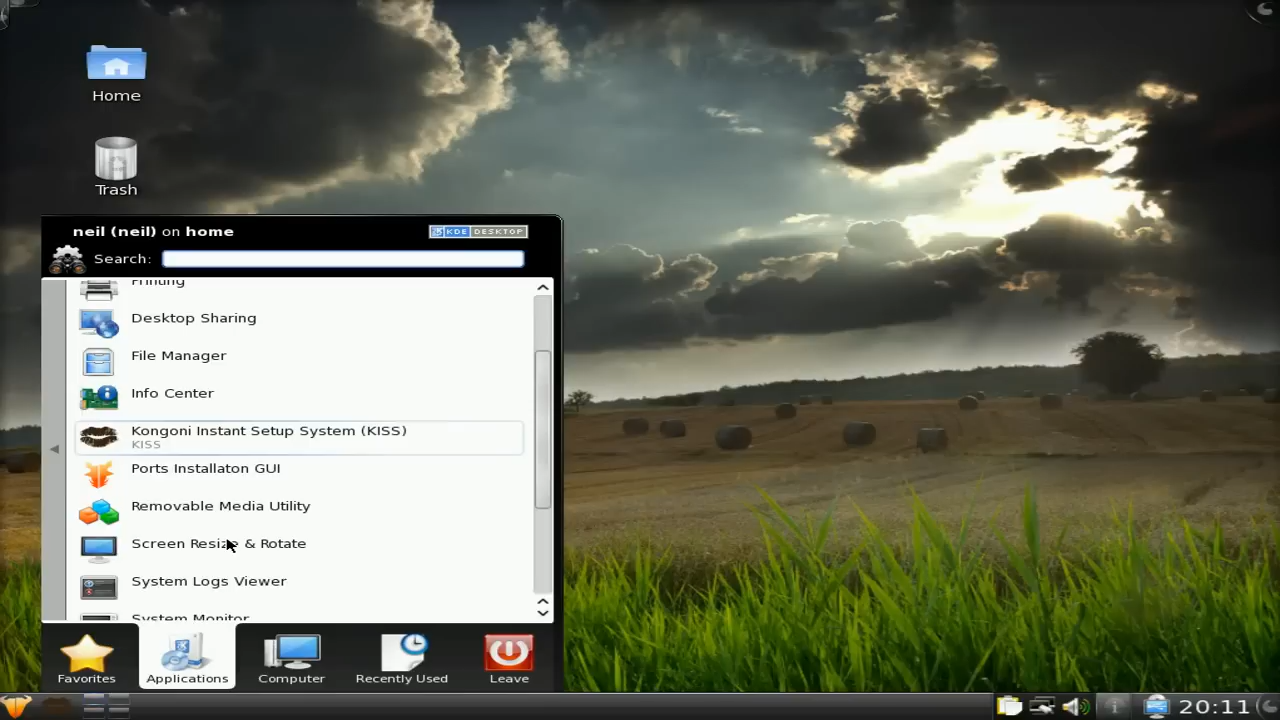 Home
Trash
neil (neil) on home
KDE DESKTOP
Search:
Printing
Desktop Sharing
File Manager
Info Center
Kongoni Instant Setup System (KISS)
KISS
Ports Installaton GUI
Removable Media Utility
Screen Resize & Rotate
System Logs Viewer
System Monitor
Favorites
Applications
Computer
Recently Used
Leave
20:11